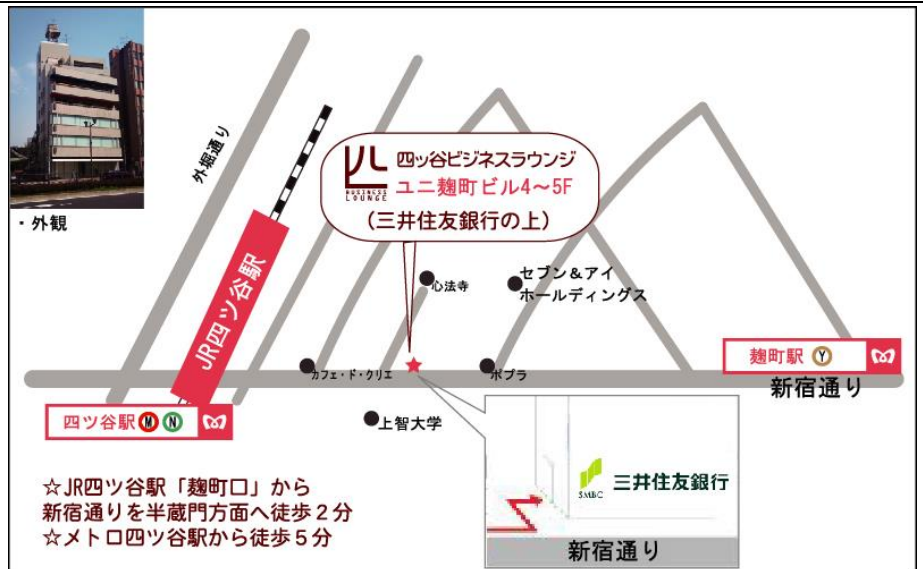 ・外観
外堀通り
JR四ツ谷駅
BUSINESS
LOUNGE
四ッ谷ビジネスラウンジ
ユニ麹町ビル4～5F
(三井住友銀行の上)
心法寺
セブン＆アイ
ホールディングス
カフェ・ド・クリエ
ポプラ
麹町駅 Y
新宿通り
四ツ谷駅 M N
上智大学
SMBC 三井住友銀行
新宿通り
☆JR四ツ谷駅「麹町口」から
新宿通りを半蔵門方面へ徒歩２分
☆メトロ四ツ谷駅から徒歩５分